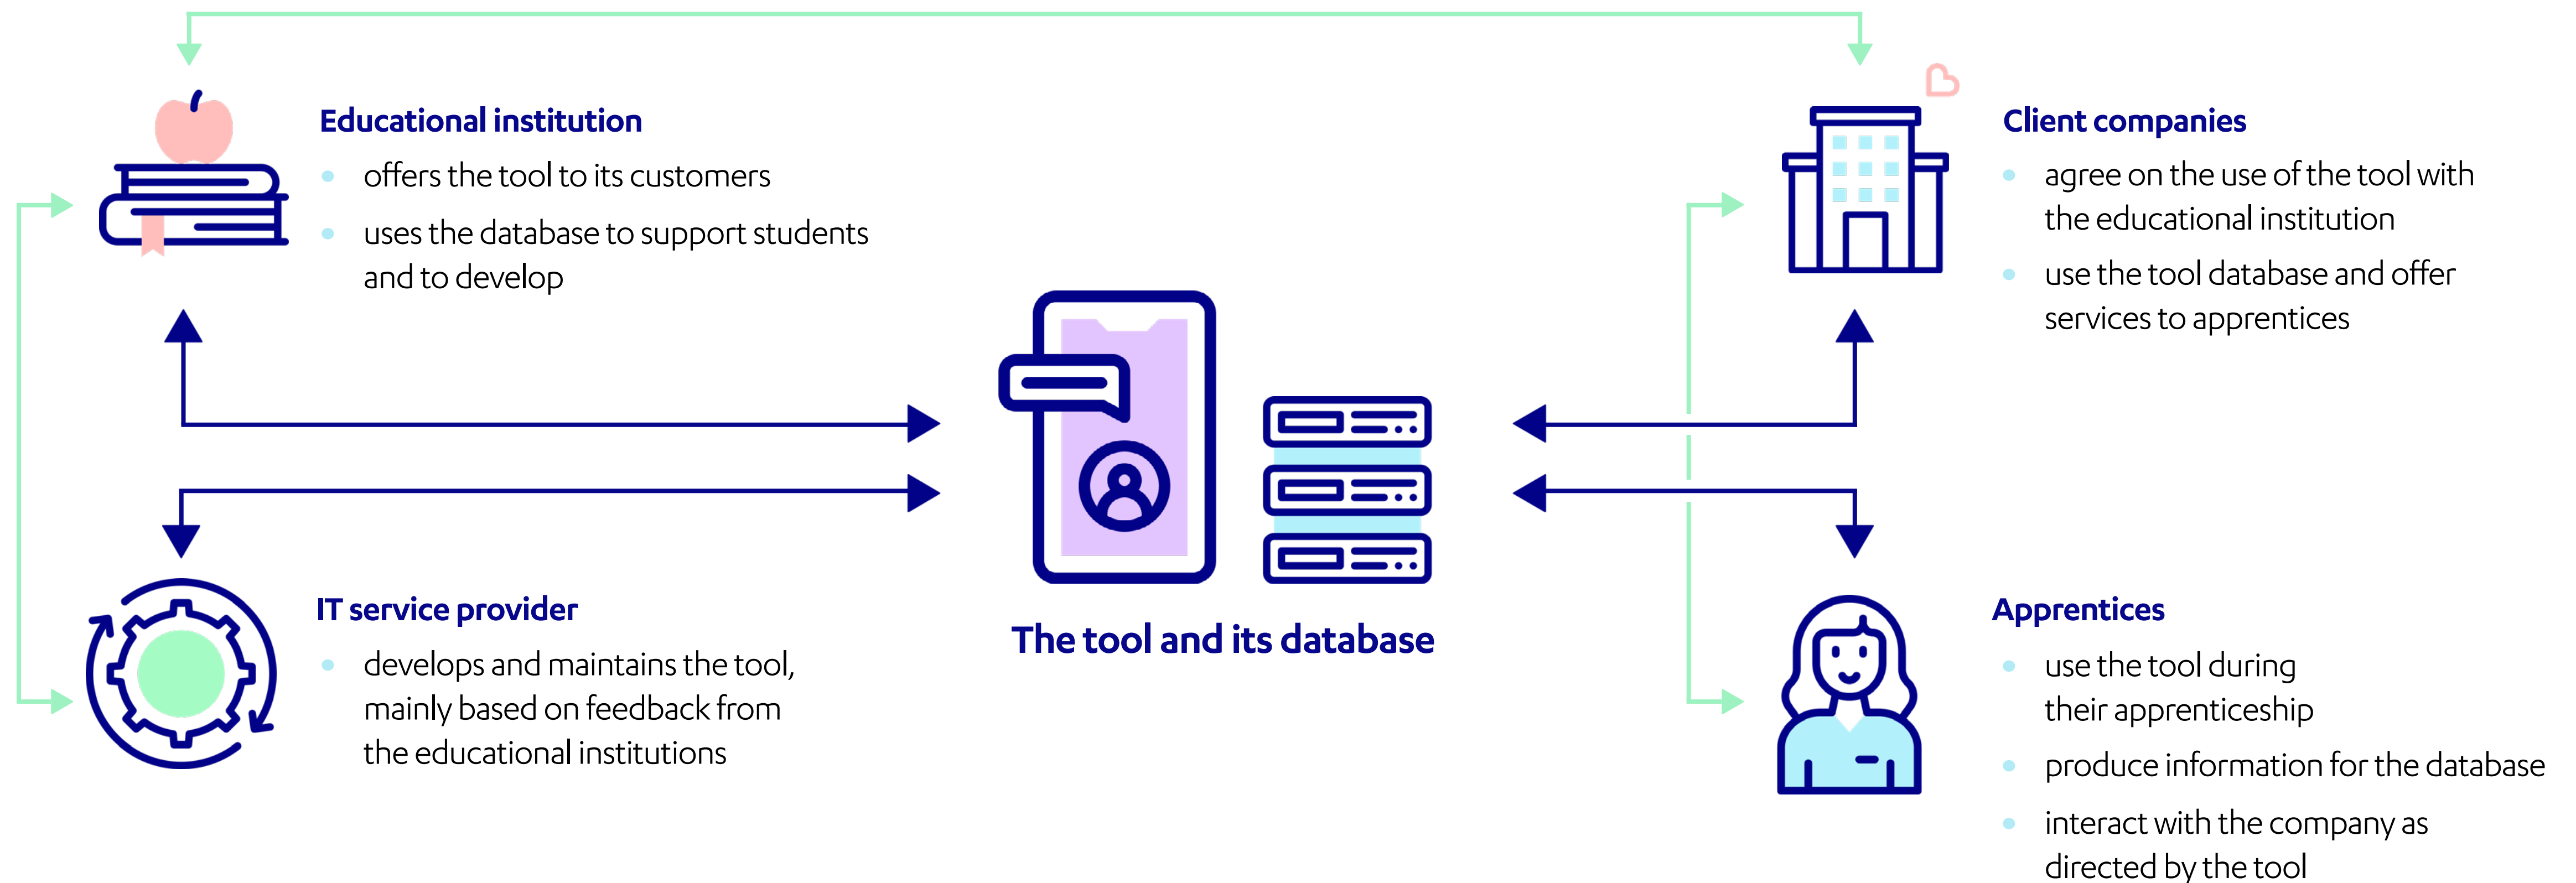 Educational institution
offers the tool to its customers
uses the database to support students
and to develop
Client companies
agree on the use of the tool with
the educational institution
use the tool database and offer
services to apprentices
The tool and its database
IT service provider
develops and maintains the tool,
mainly based on feedback from
the educational institutions
Apprentices
use the tool during
their apprenticeship
produce information for the database
interact with the company as
directed by the tool